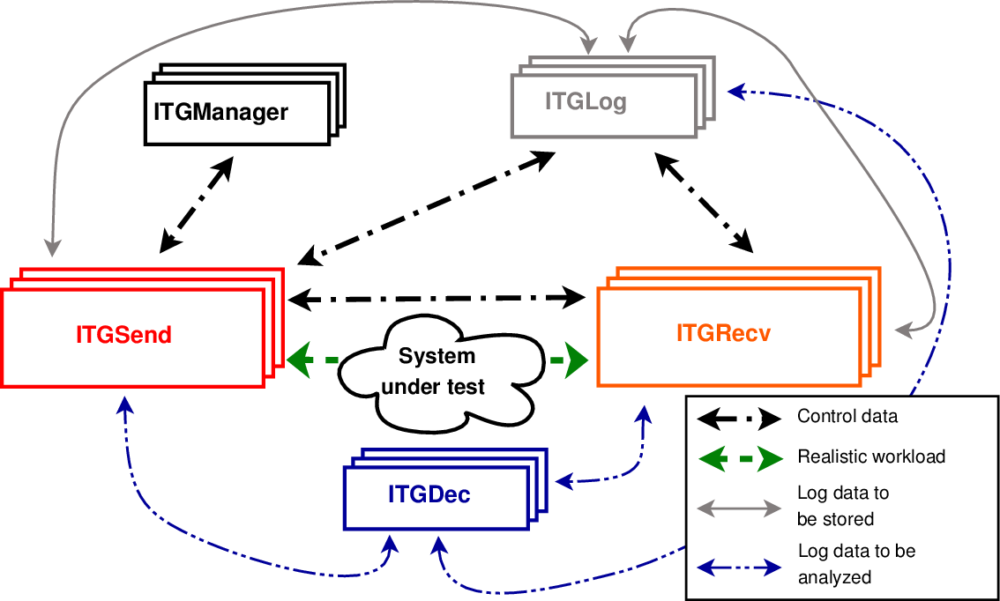 ITGManager
ITGLog
ITGSend
ITGRecv
System
under test
ITGDec
Control data
Realistic workload
Log data to
be stored
Log data to be
analyzed